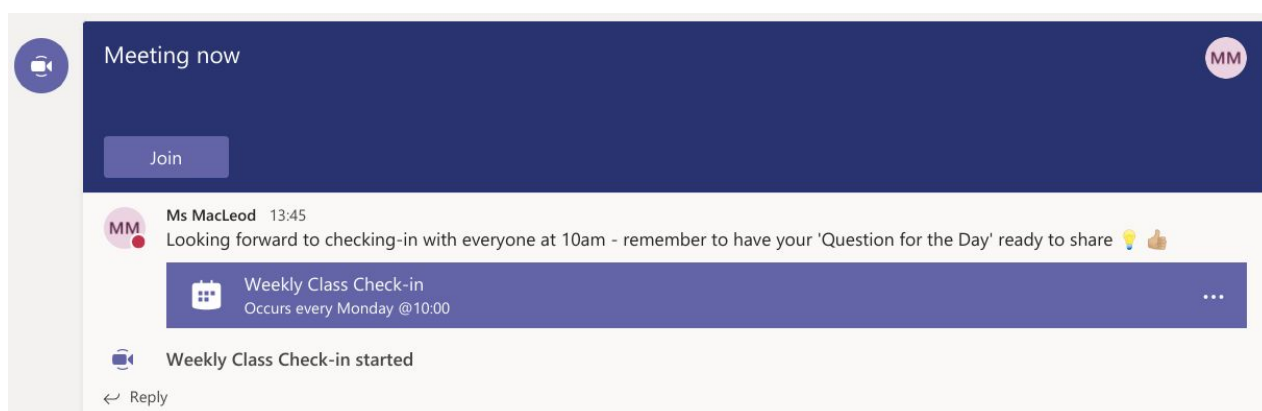 Meeting now
MM
Join
MM
Ms MacLeod 13:45
Looking forward to checking-in with everyone at 10am - remember to have your 'Question for the Day' ready to share 💡 👍🏼
Weekly Class Check-in
Occurs every Monday @10:00
Weekly Class Check-in started
Reply